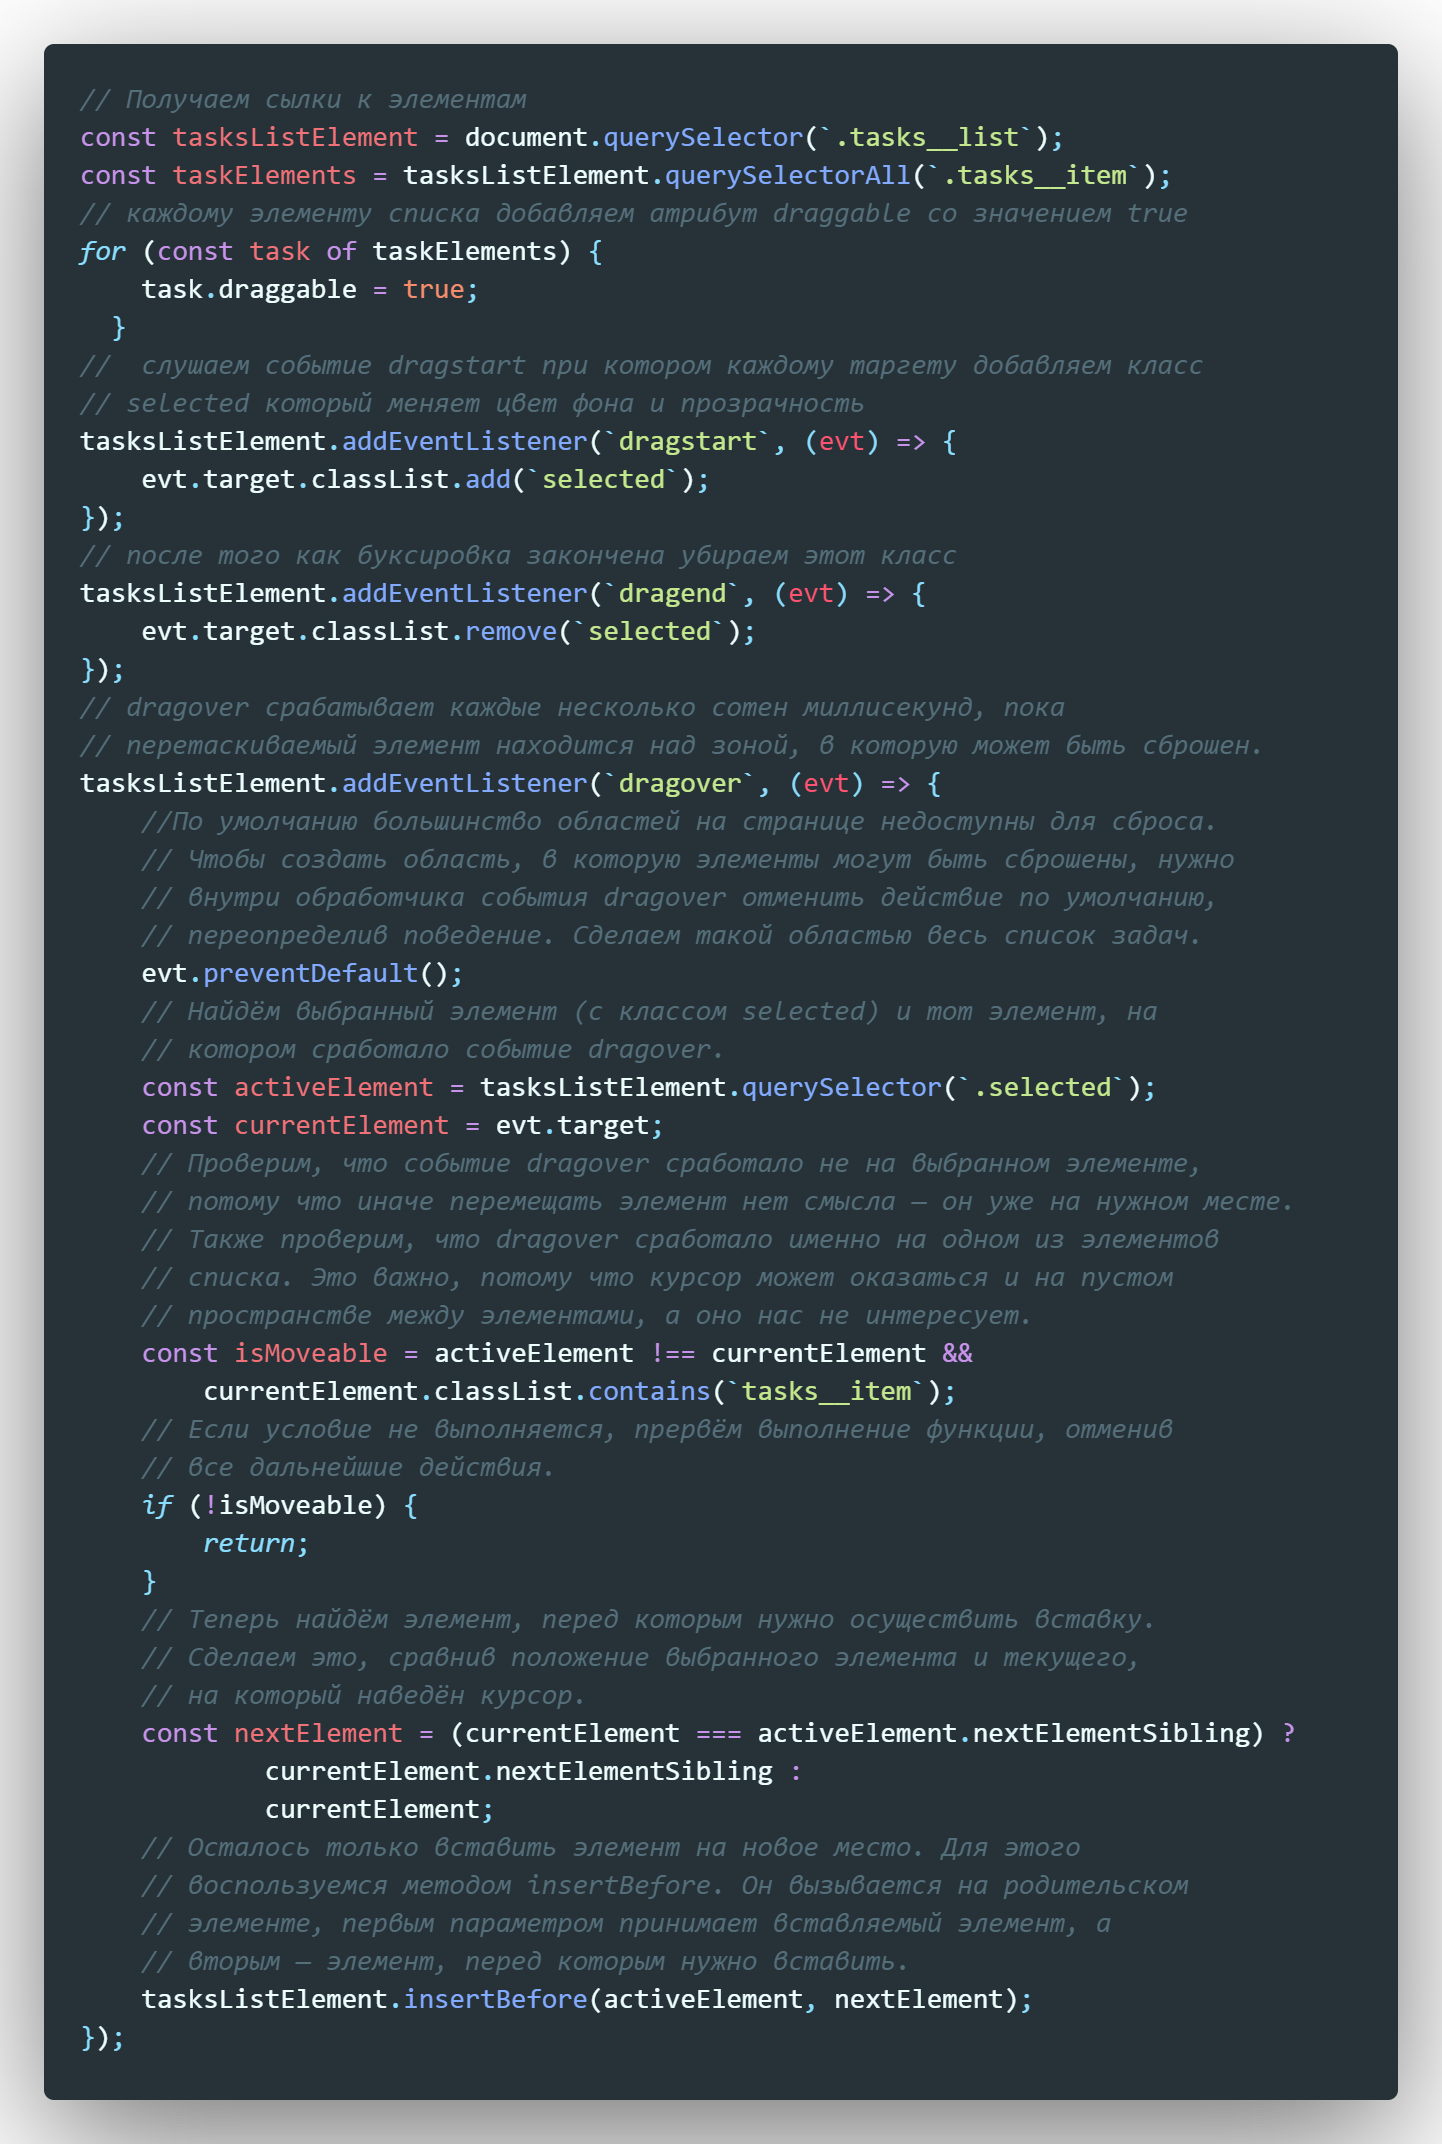 // Получаем сылки к элементам
const tasksListElement = document.querySelector(`.tasks__list`);
const taskElements = tasksListElement.querySelectorAll(`.tasks__item`);
// каждому элементу списка добавляем атрибут draggable со значением true
for (const task of taskElements) {
    task.draggable = true;
  }
//  слушаем событие dragstart при котором каждому таргету добавляем класс
// selected который меняет цвет фона и прозрачность
tasksListElement.addEventListener(`dragstart`, (evt) => {
    evt.target.classList.add(`selected`);
});
// после того как буксировка закончена убираем этот класс
tasksListElement.addEventListener(`dragend`, (evt) => {
    evt.target.classList.remove(`selected`);
});
// dragover срабатывает каждые несколько сотен миллисекунд, пока
// перетаскиваемый элемент находится над зоной, в которую может быть сброшен.
tasksListElement.addEventListener(`dragover`, (evt) => {
    //По умолчанию большинство областей на странице недоступны для сброса.
    // Чтобы создать область, в которую элементы могут быть сброшены, нужно
    // внутри обработчика события dragover отменить действие по умолчанию,
    // переопределив поведение. Сделаем такой областью весь список задач.
    evt.preventDefault();
    // Найдём выбранный элемент (с классом selected) и тот элемент, на
    // котором сработало событие dragover.
    const activeElement = tasksListElement.querySelector(`.selected`);
    const currentElement = evt.target;
    // Проверим, что событие dragover сработало не на выбранном элементе,
    // потому что иначе перемещать элемент нет смысла — он уже на нужном месте.
    // Также проверим, что dragover сработало именно на одном из элементов
    // списка. Это важно, потому что курсор может оказаться и на пустом
    // пространстве между элементами, а оно нас не интересует.
    const isMoveable = activeElement !== currentElement &&
        currentElement.classList.contains(`tasks__item`);
    // Если условие не выполняется, прервём выполнение функции, отменив
    // все дальнейшие действия.
    if (!isMoveable) {
        return;
    }
    // Теперь найдём элемент, перед которым нужно осуществить вставку.
    // Сделаем это, сравнив положение выбранного элемента и текущего,
    // на который наведён курсор.
    const nextElement = (currentElement === activeElement.nextElementSibling) ?
            currentElement.nextElementSibling :
            currentElement;
    // Осталось только вставить элемент на новое место. Для этого
    // воспользуемся методом insertBefore. Он вызывается на родительском
    // элементе, первым параметром принимает вставляемый элемент, а
    // вторым — элемент, перед которым нужно вставить.
    tasksListElement.insertBefore(activeElement, nextElement);
});